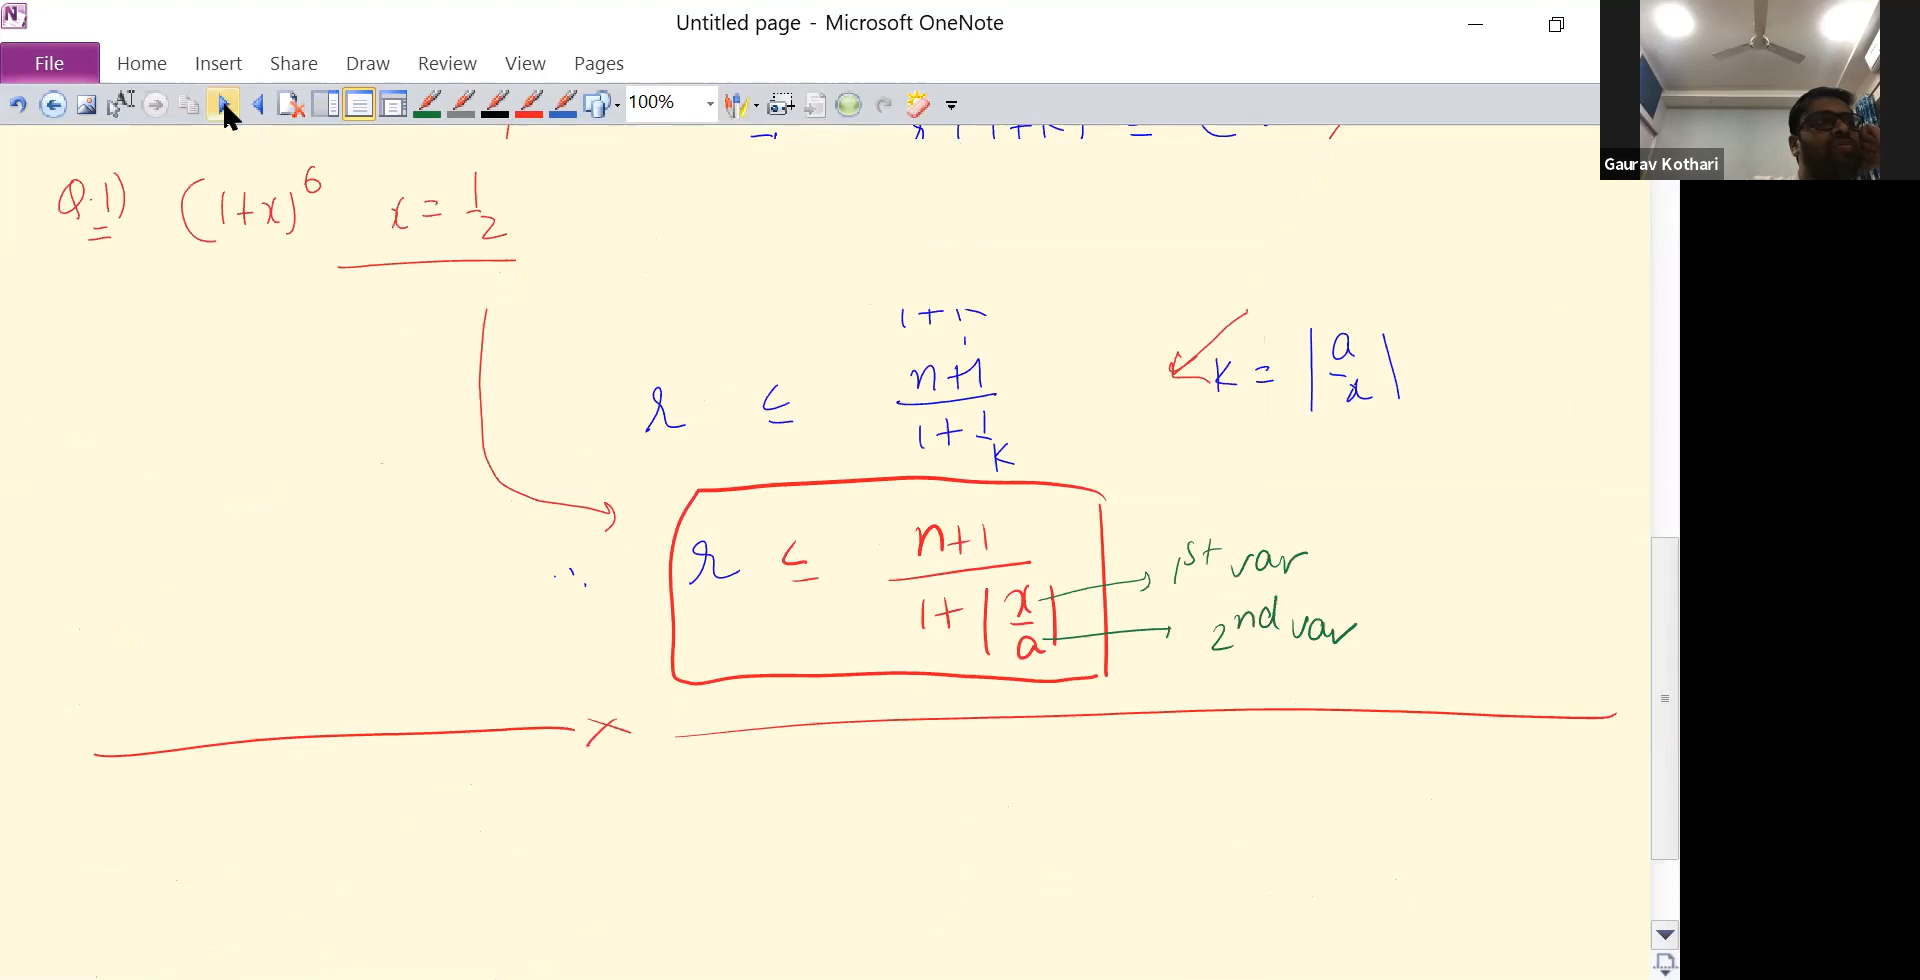 Untitled page - Microsoft OneNote
File Home Insert Share Draw Review View Pages
100%
Gaurav Kothari
Q.1) (1+x)^6 x = 1/2
r ≤ (n+1)/(1+1/K) K = |a/x|
∴ r ≤ (n+1)/(1+|x/a|)
1st var
2nd var